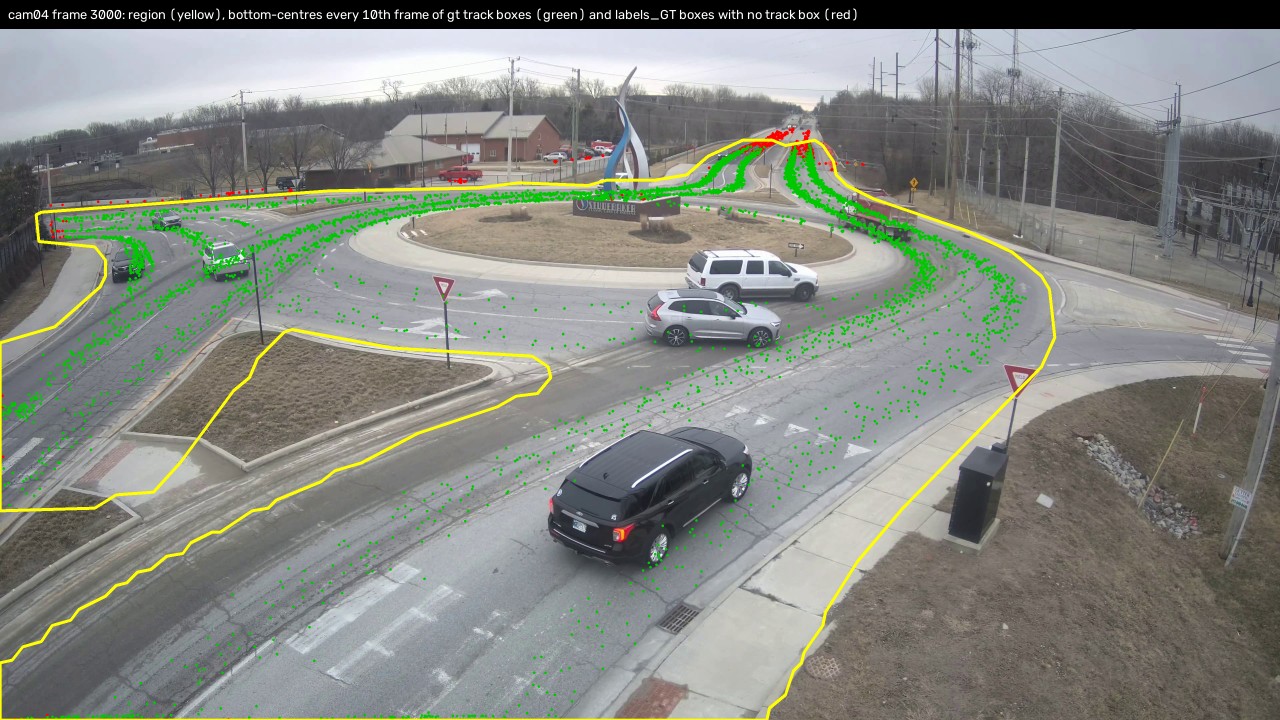 cam04 frame 3000: region (yellow), bottom-centres every 10th frame of gt track boxes (green) and labels_GT boxes with no track box (red)